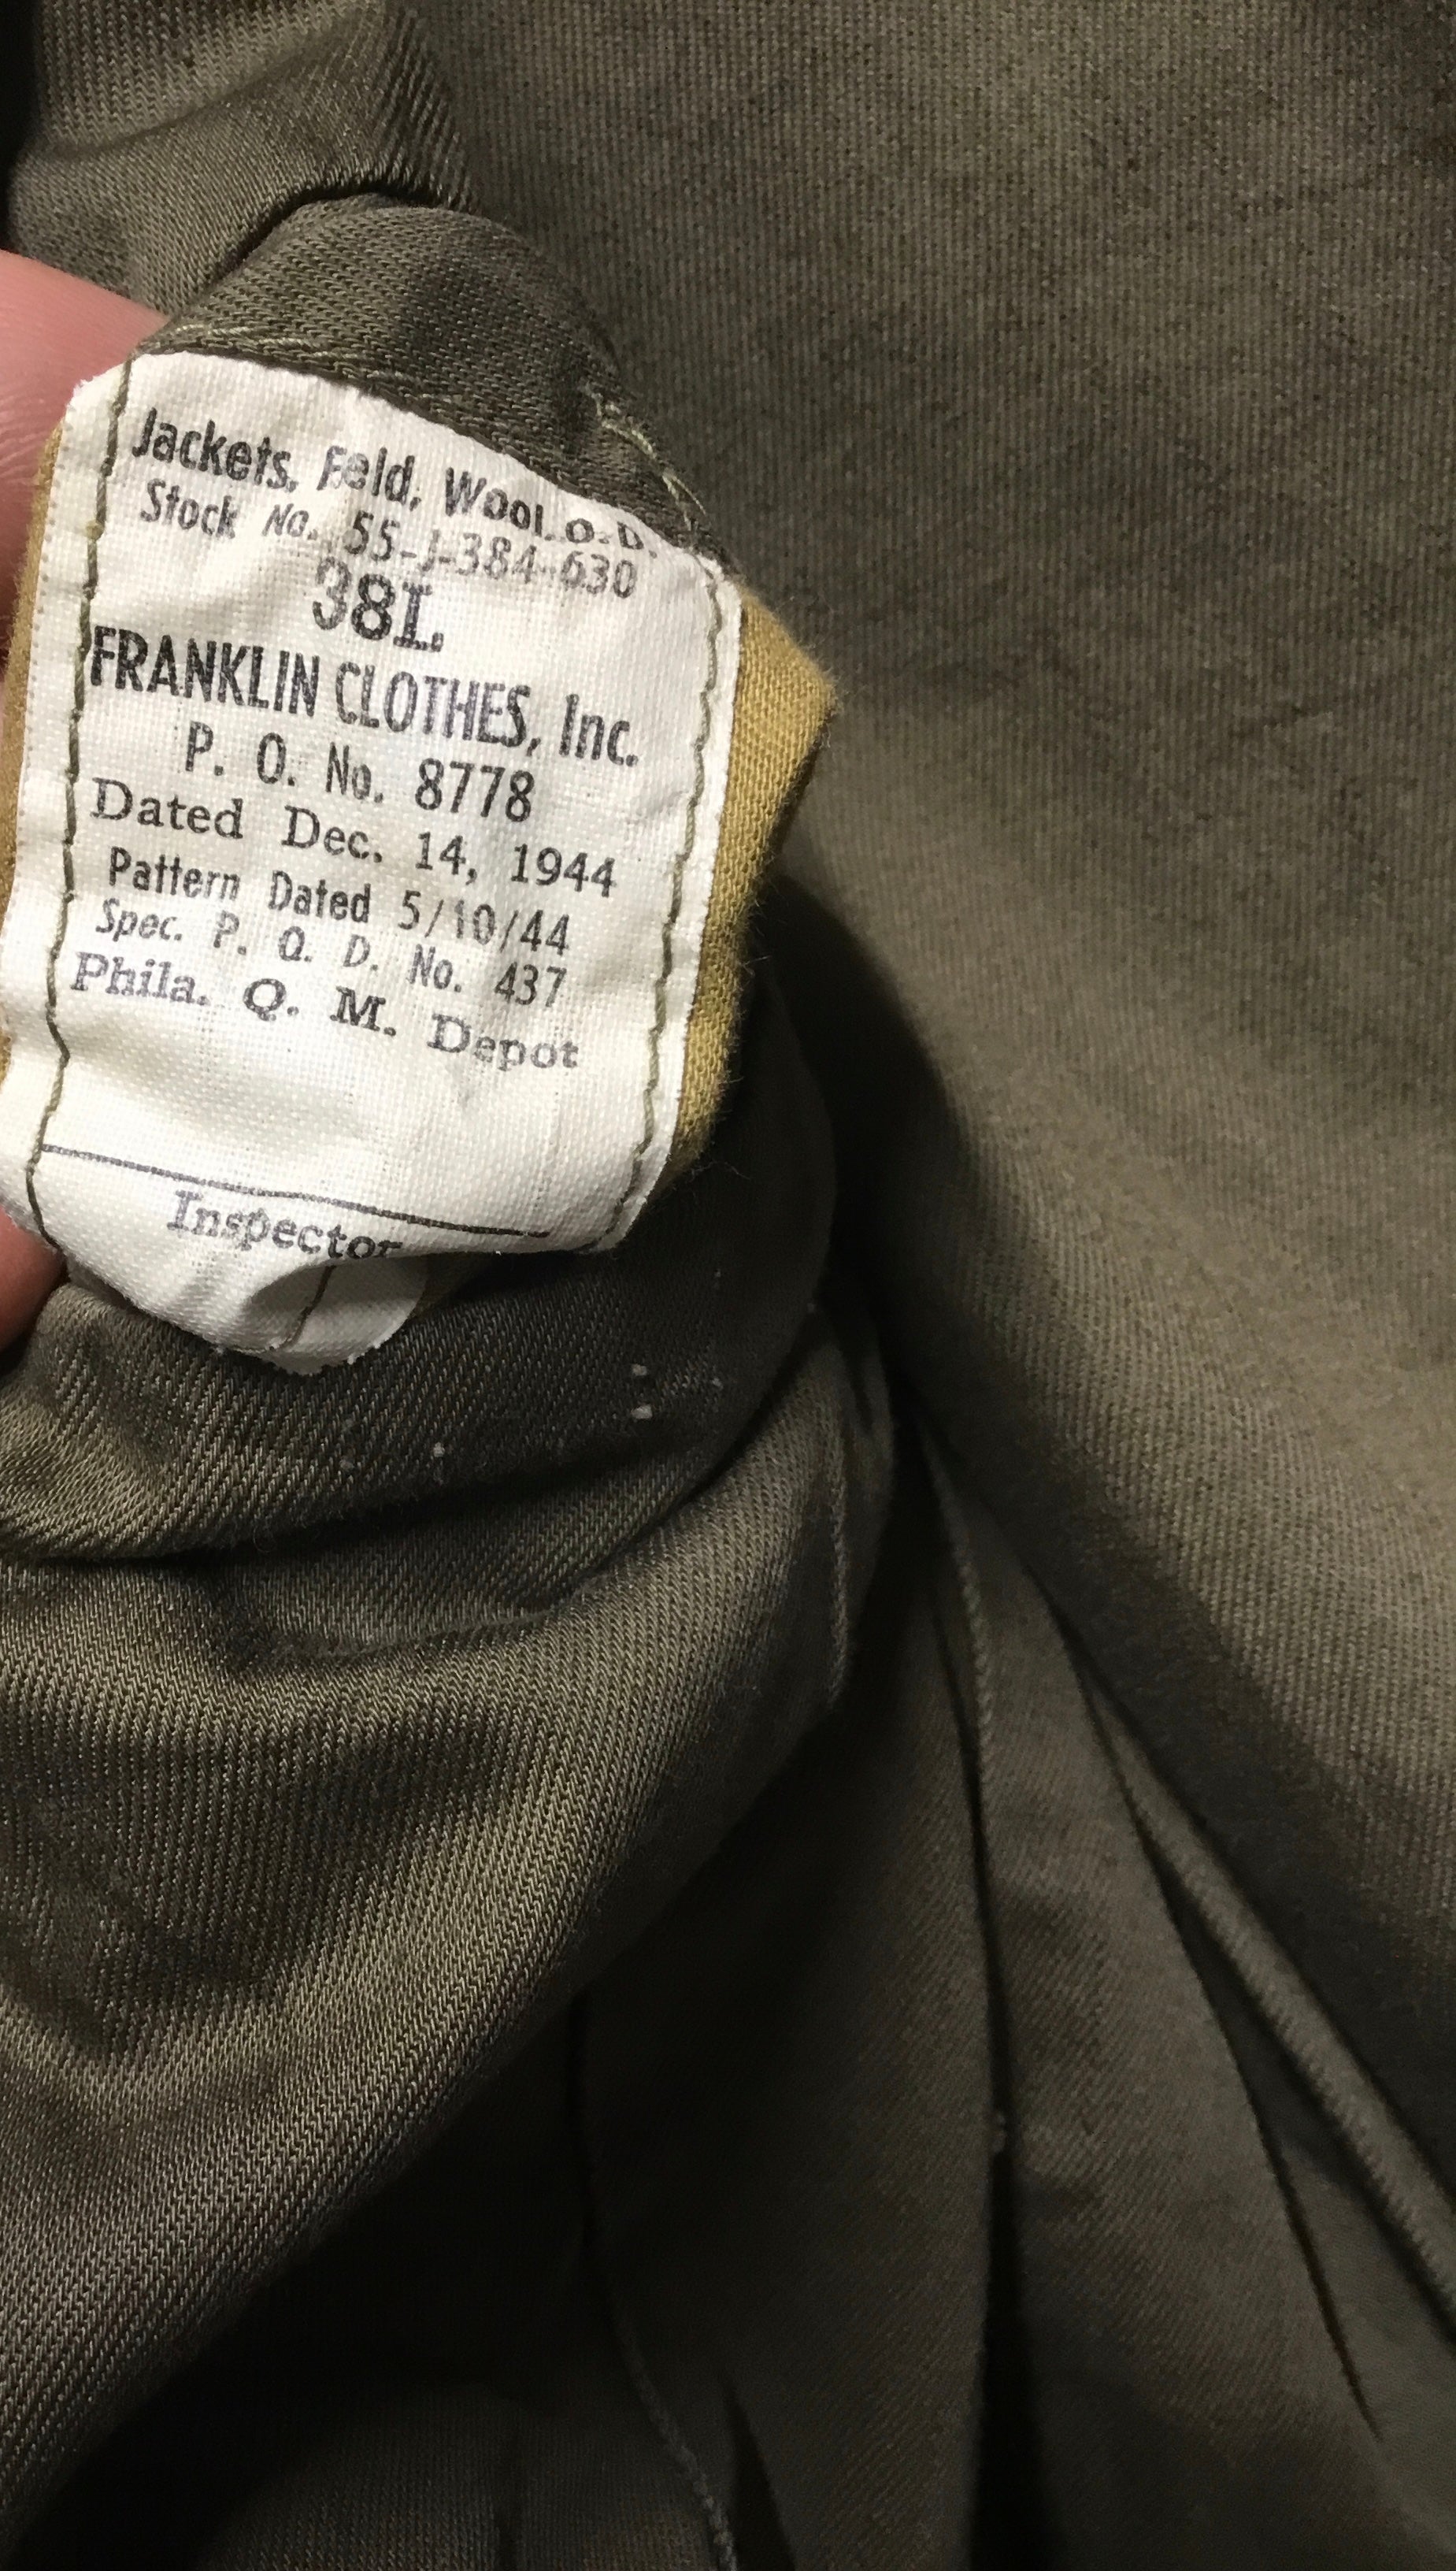 Jackets, Field, Wool, O.D.
Stock No. 55-J-384-630
38L
FRANKLIN CLOTHES, Inc.
P. O. No. 8778
Dated Dec. 14, 1944
Pattern Dated 5/10/44
Spec. P. Q. D. No. 437
Phila. Q. M. Depot
Inspector